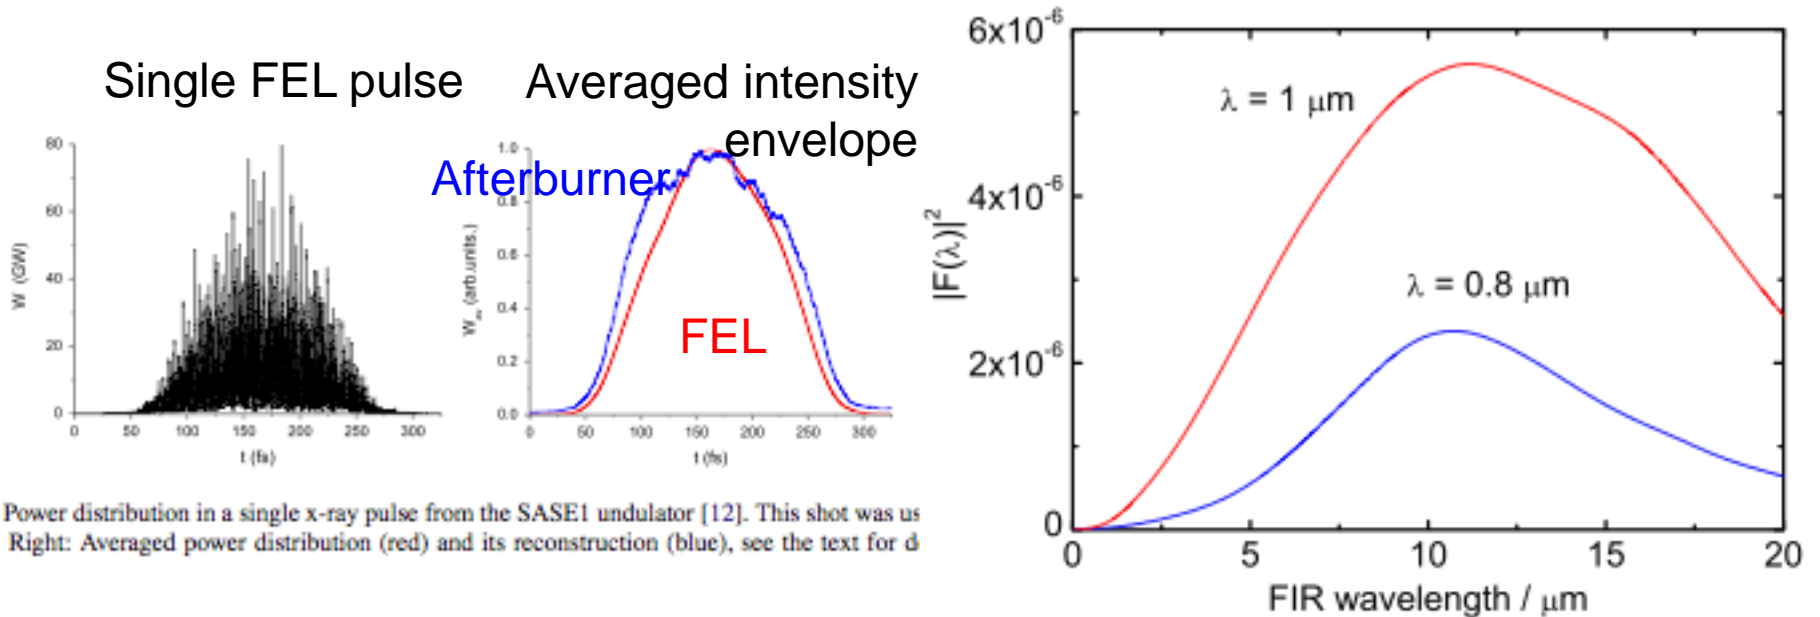 Single FEL pulse
Averaged intensity
envelope
Afterburner
FEL
80
60
40
20
0
W (GW)
0 50 100 150 200 250 300
t (fs)
1.0
0.8
0.6
0.4
0.2
0.0
(arb.units.)
0 50 100 150 200 250 300
t (fs)
Power distribution in a single x-ray pulse from the SASE1 undulator [12]. This shot was us
Right: Averaged power distribution (red) and its reconstruction (blue), see the text for d
6x10⁻⁶
4x10⁻⁶
2x10⁻⁶
0
|F(λ)|²
λ = 1 μm
λ = 0.8 μm
0 5 10 15 20
FIR wavelength / μm